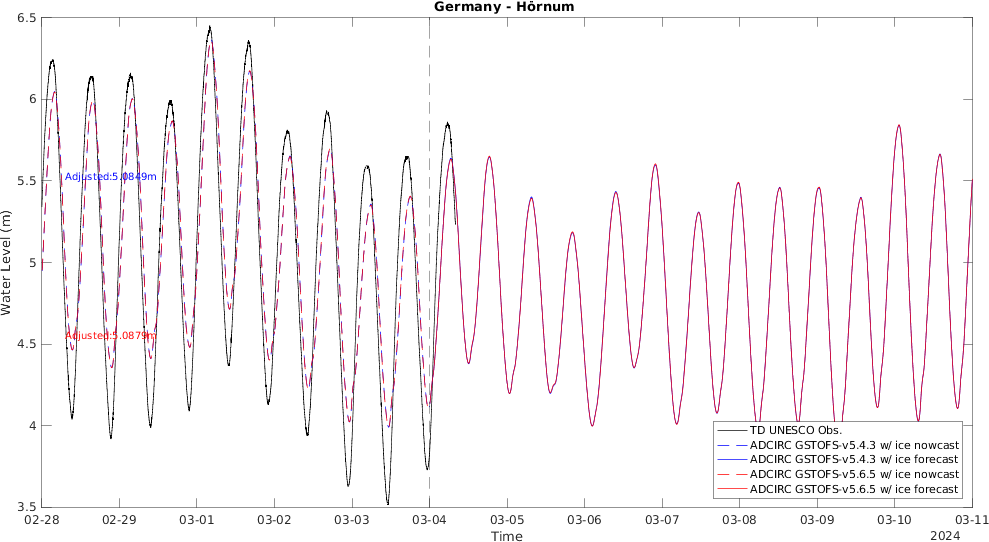 Germany - Hörnum
6.5
6
5.5
5
4.5
4
3.5
Water Level (m)
Adjusted:5.0849m
Adjusted:5.0879m
TD UNESCO Obs.
ADCIRC GSTOFS-v5.4.3 w/ ice nowcast
ADCIRC GSTOFS-v5.4.3 w/ ice forecast
ADCIRC GSTOFS-v5.6.5 w/ ice nowcast
ADCIRC GSTOFS-v5.6.5 w/ ice forecast
02-28 02-29 03-01 03-02 03-03 03-04 03-05 03-06 03-07 03-08 03-09 03-10 03-11
Time
2024